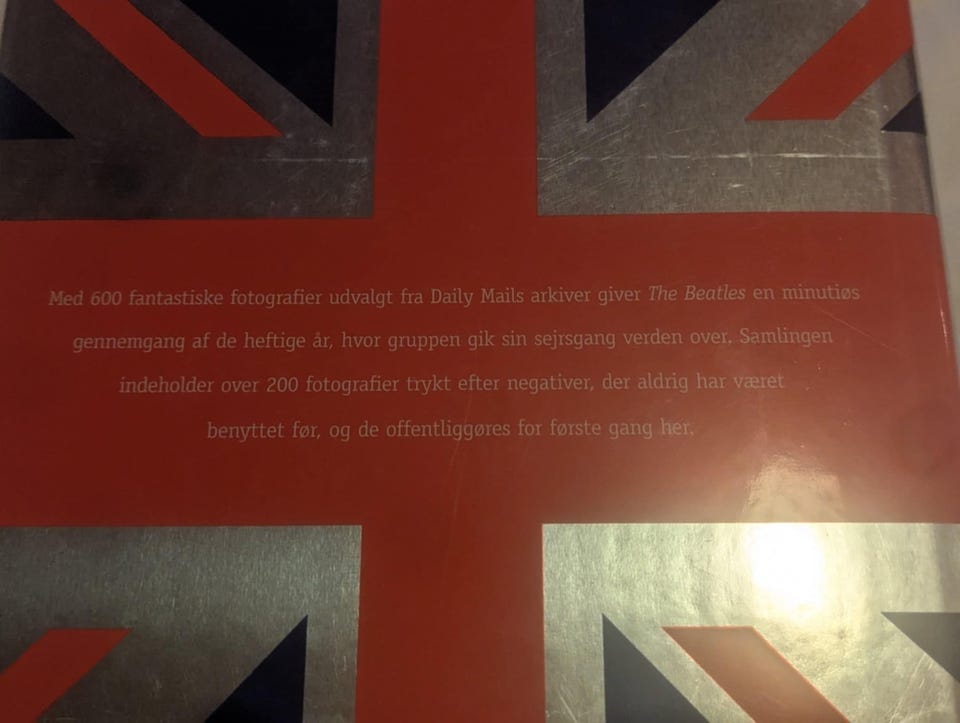 Med 600 fantastiske fotografier udvalgt fra Daily Mails arkiver giver The Beatles en minutiøs
gennemgang af de heftige år, hvor gruppen gik sin sejrsgang verden over. Samlingen
indeholder over 200 fotografier trykt efter negativer, der aldrig har været
benyttet før, og de offentliggøres for første gang her.